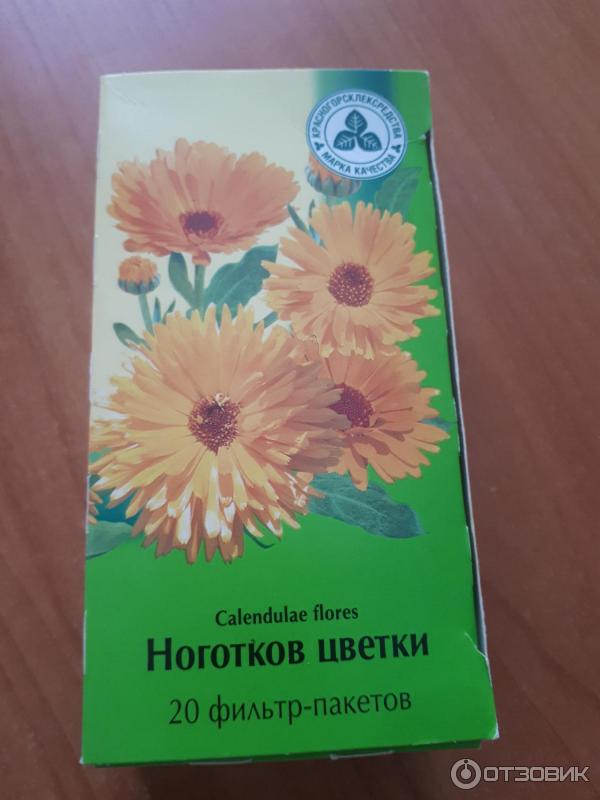 КРАСНОГОРСКЛЕКСРЕДСТВА
МАРКА КАЧЕСТВА
Calendulae flores
Ноготков цветки
20 фильтр-пакетов
ОТЗОВИК